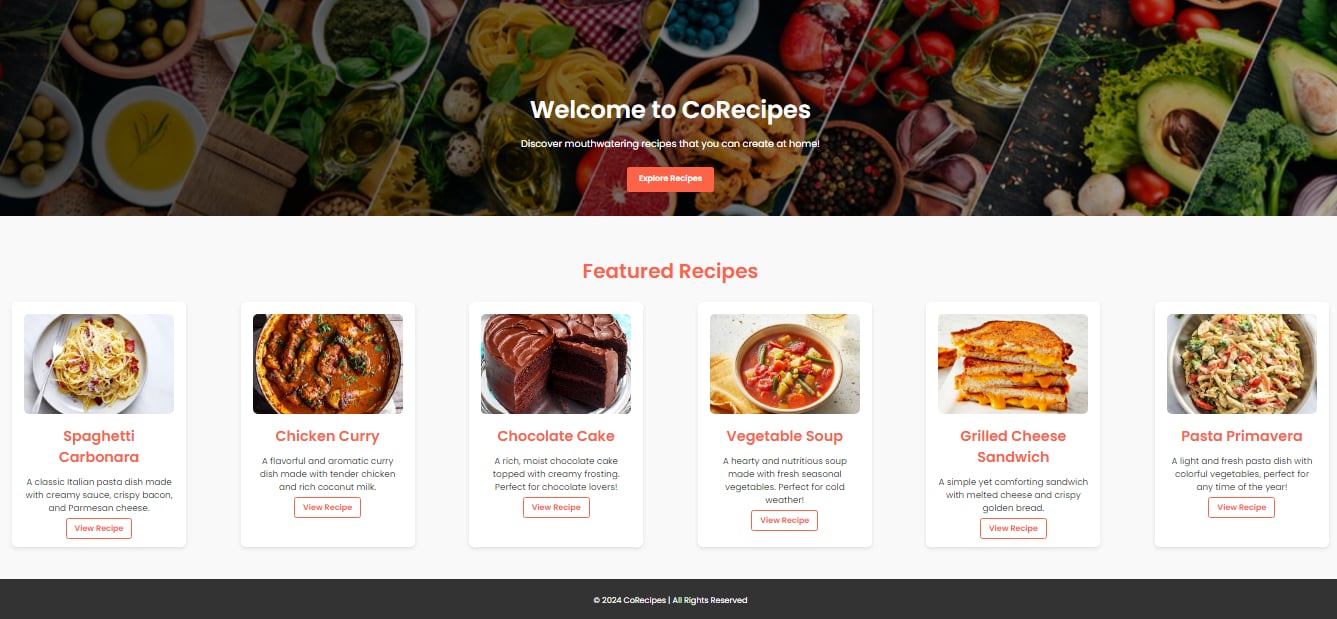 Welcome to CoRecipes
Discover mouthwatering recipes that you can create at home!
Explore Recipes
Featured Recipes
Spaghetti
Carbonara
A classic Italian pasta dish made
with creamy sauce, crispy bacon,
and Parmesan cheese.
View Recipe
Chicken Curry
A flavorful and aromatic curry
dish made with tender chicken
and rich coconut milk.
View Recipe
Chocolate Cake
A rich, moist chocolate cake
topped with creamy frosting.
Perfect for chocolate lovers!
View Recipe
Vegetable Soup
A hearty and nutritious soup
made with fresh seasonal
vegetables. Perfect for cold
weather!
View Recipe
Grilled Cheese
Sandwich
A simple yet comforting sandwich
with melted cheese and crispy
golden bread.
View Recipe
Pasta Primavera
A light and fresh pasta dish with
colorful vegetables, perfect for
any time of the year!
View Recipe
© 2024 CoRecipes | All Rights Reserved